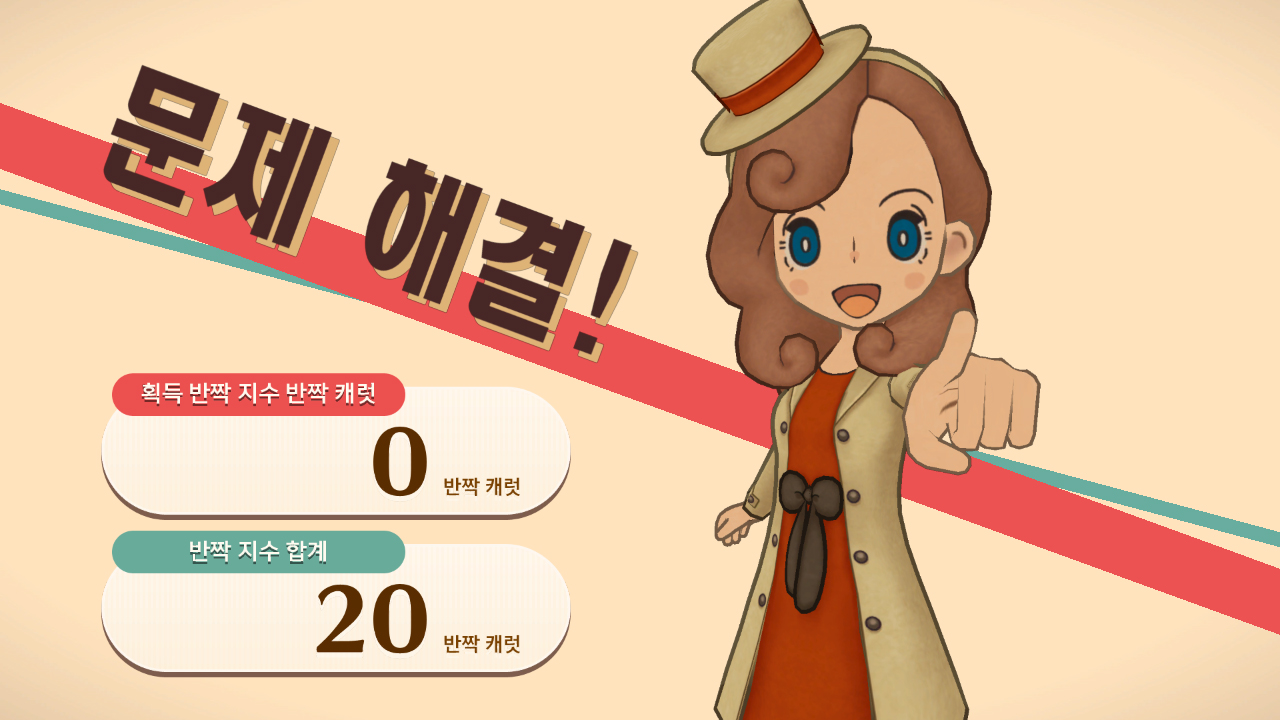 문제 해결!
획득 반짝 지수 반짝 캐럿
0 반짝 캐럿
반짝 지수 합계
20 반짝 캐럿